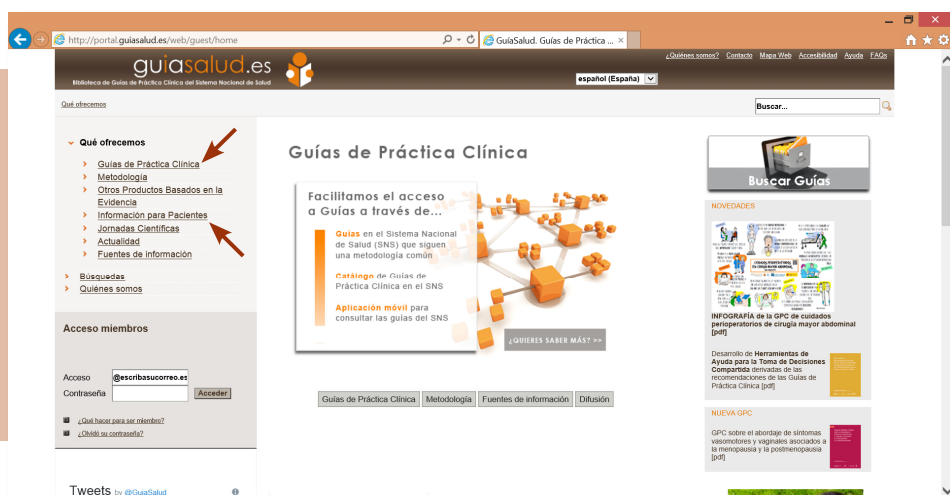 http://portal.guiasalud.es/web/guest/home
GuíaSalud. Guías de Práctica ...
guiasalud.es
Biblioteca de Guías de Práctica Clínica del Sistema Nacional de Salud
¿Quiénes somos? Contacto Mapa Web Accesibilidad Ayuda FAQs
español (España)
Qué ofrecemos
Buscar...
Qué ofrecemos
Guías de Práctica Clínica
Metodología
Otros Productos Basados en la
Evidencia
Información para Pacientes
Jornadas Científicas
Actualidad
Fuentes de información
Búsquedas
Quiénes somos
Acceso miembros
Acceso @escribasucorreo.es
Contraseña Acceder
¿Qué hacer para ser miembro?
¿Olvidó su contraseña?
Tweets by @GuiaSalud
Guías de Práctica Clínica
Facilitamos el acceso
a Guías a través de...
Guías en el Sistema Nacional
de Salud (SNS) que siguen
una metodología común
Catálogo de Guías de
Práctica Clínica en el SNS
Aplicación móvil para
consultar las guías del SNS
¿QUIERES SABER MÁS? >>
Guías de Práctica Clínica Metodología Fuentes de información Difusión
Buscar Guías
NOVEDADES
INFOGRAFÍA de la GPC de cuidados
perioperatorios de cirugía mayor abdominal
[pdf]
Desarrollo de Herramientas de
Ayuda para la Toma de Decisiones
Compartida derivadas de las
recomendaciones de las Guías de
Práctica Clínica [pdf]
NUEVA GPC
GPC sobre el abordaje de síntomas
vasomotores y vaginales asociados a
la menopausia y la postmenopausia
[pdf]